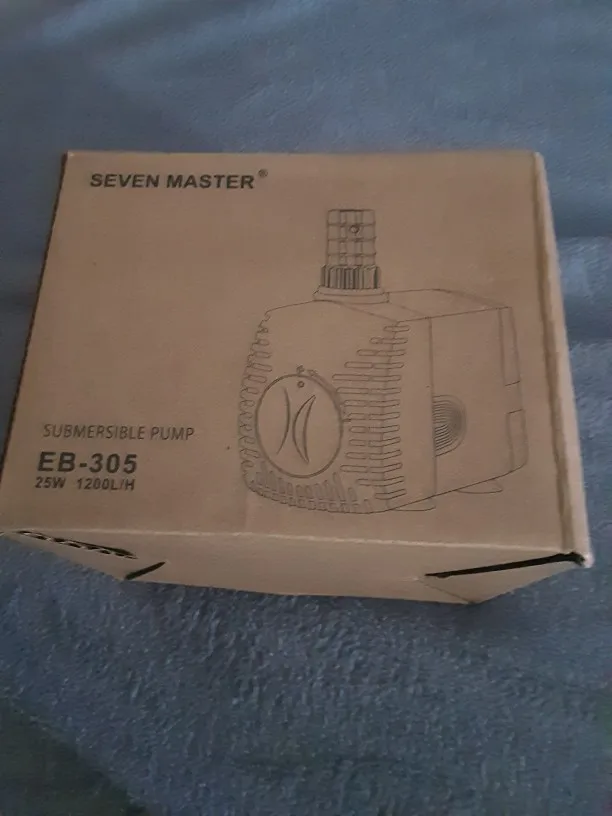 SEVEN MASTER®
SUBMERSIBLE PUMP
EB-305
25W 1200L/H